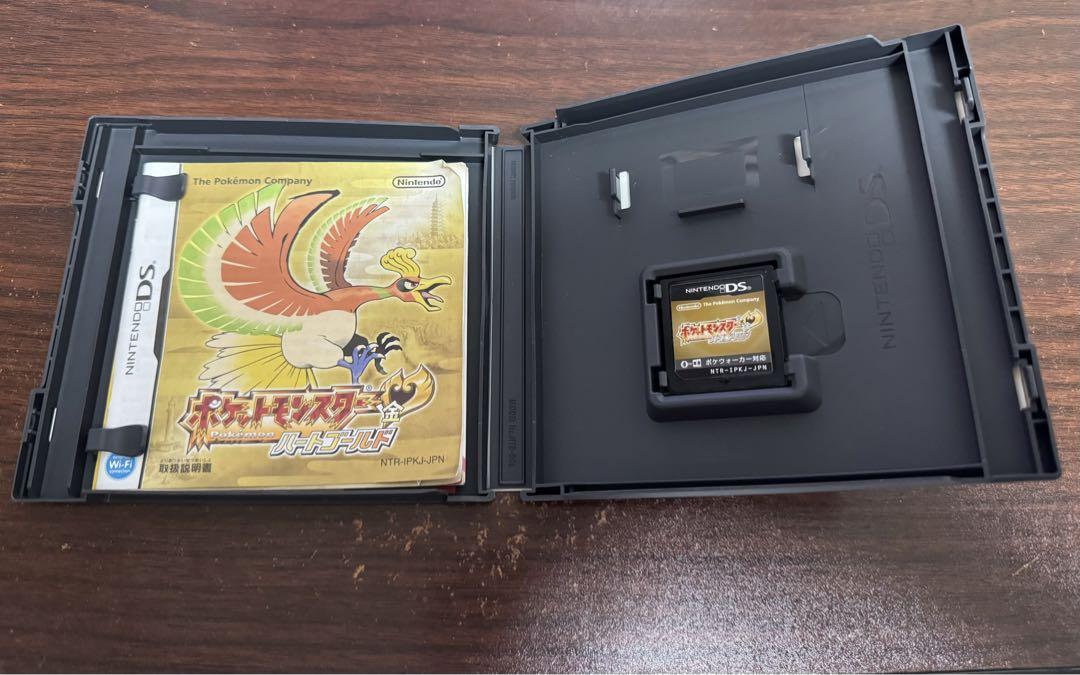 The Pokémon Company
Nintendo
NINTENDO DS™
ポケットモンスター®
Pokémon
金
ハートゴールド
NTR-IPKJ-JPN
Wi-Fi
取扱説明書
NINTENDO DS
NINTENDO DS
Nintendo The Pokémon Company
ポケットモンスター
ポケウォーカー対応
NTR-IPKJ-JPN